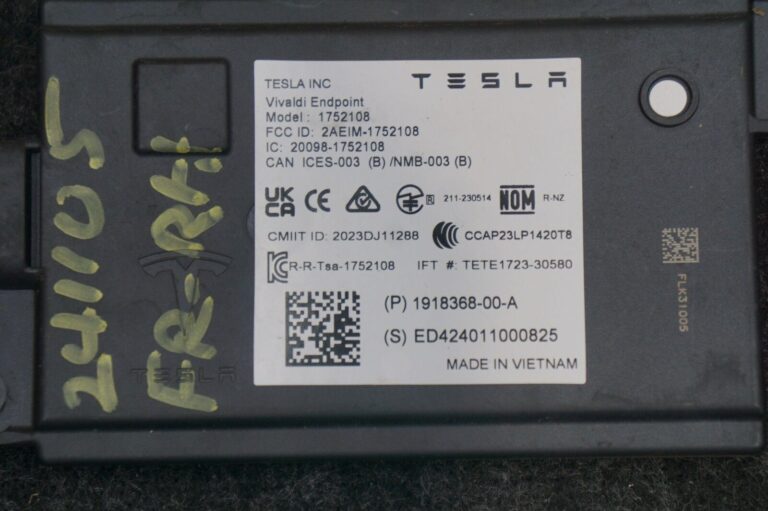 241105
FR-RH
TESLA
TESLA INC
TESLA
Vivaldi Endpoint
Model : 1752108
FCC ID: 2AEIM-1752108
IC: 20098-1752108
CAN ICES-003 (B) /NMB-003 (B)
UK CA CE R 211-230514 NOM R-NZ
CMIIT ID: 2023DJ11288 CCAP23LP1420T8
R-R-Tsa-1752108 IFT #: TETE1723-30580
(P) 1918368-00-A
(S) ED424011000825
MADE IN VIETNAM
FLK31005